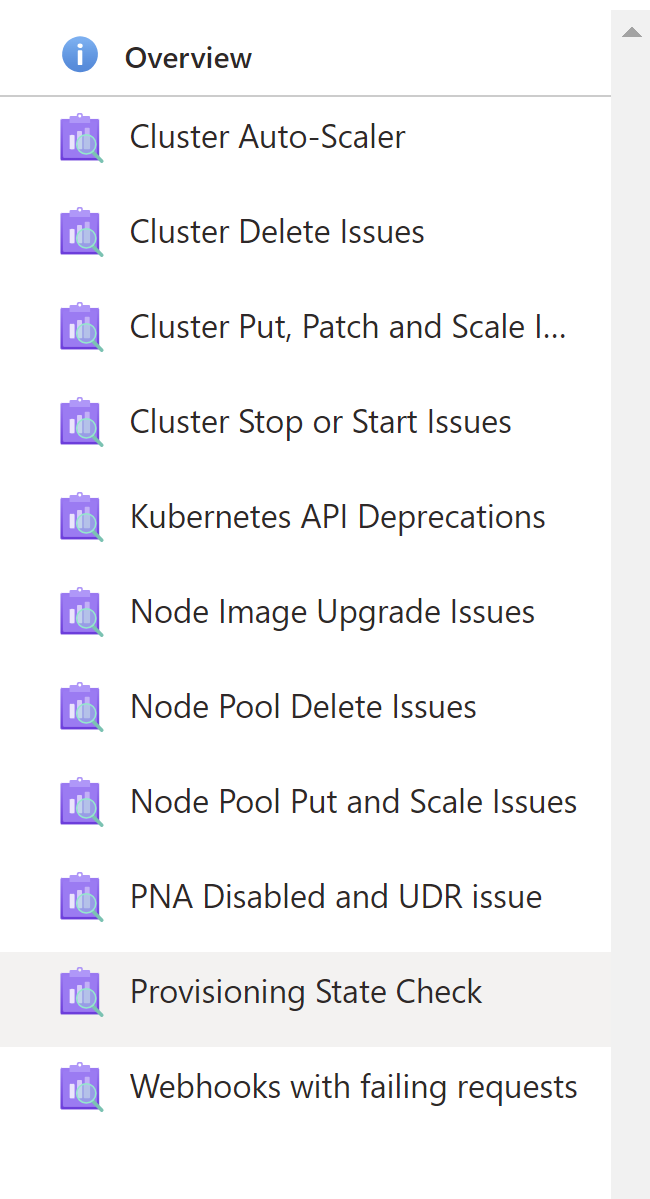 Overview
Cluster Auto-Scaler
Cluster Delete Issues
Cluster Put, Patch and Scale I...
Cluster Stop or Start Issues
Kubernetes API Deprecations
Node Image Upgrade Issues
Node Pool Delete Issues
Node Pool Put and Scale Issues
PNA Disabled and UDR issue
Provisioning State Check
Webhooks with failing requests